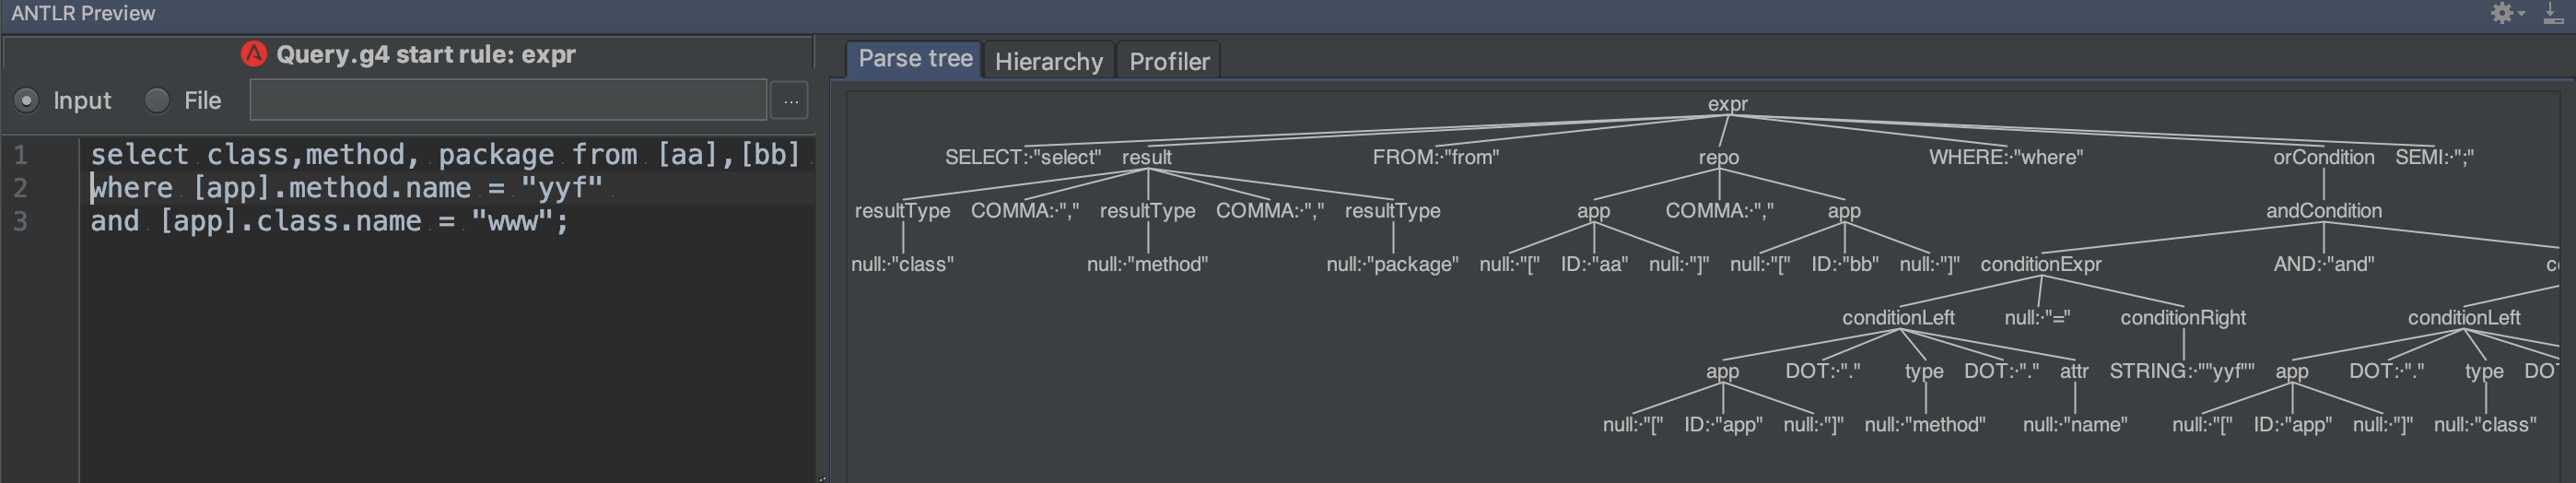 ANTLR Preview
Query.g4 start rule: expr
Input File ...
1 select class,method, package from [aa],[bb]
2 where [app].method.name = "yyf"
3 and [app].class.name = "www";
Parse tree Hierarchy Profiler
expr
SELECT:·"select" result FROM:·"from" repo WHERE:·"where" orCondition SEMI:·";"
resultType COMMA:·"," resultType COMMA:·"," resultType app COMMA:·"," app andCondition
null:·"class" null:·"method" null:·"package" null:·"[" ID:·"aa" null:·"]" null:·"[" ID:·"bb" null:·"]" conditionExpr AND:·"and"
conditionLeft null:·"=" conditionRight conditionLeft
app DOT:·"." type DOT:·"." attr STRING:·""yyf"" app DOT:·"." type DO
null:·"[" ID:·"app" null:·"]" null:·"method" null:·"name" null:·"[" ID:·"app" null:·"]" null:·"class"